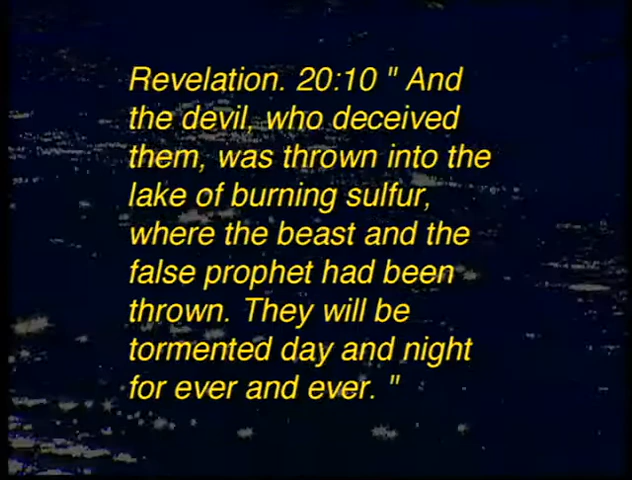 Revelation. 20:10 " And
the devil, who deceived
them, was thrown into the
lake of burning sulfur,
where the beast and the
false prophet had been
thrown. They will be
tormented day and night
for ever and ever. "